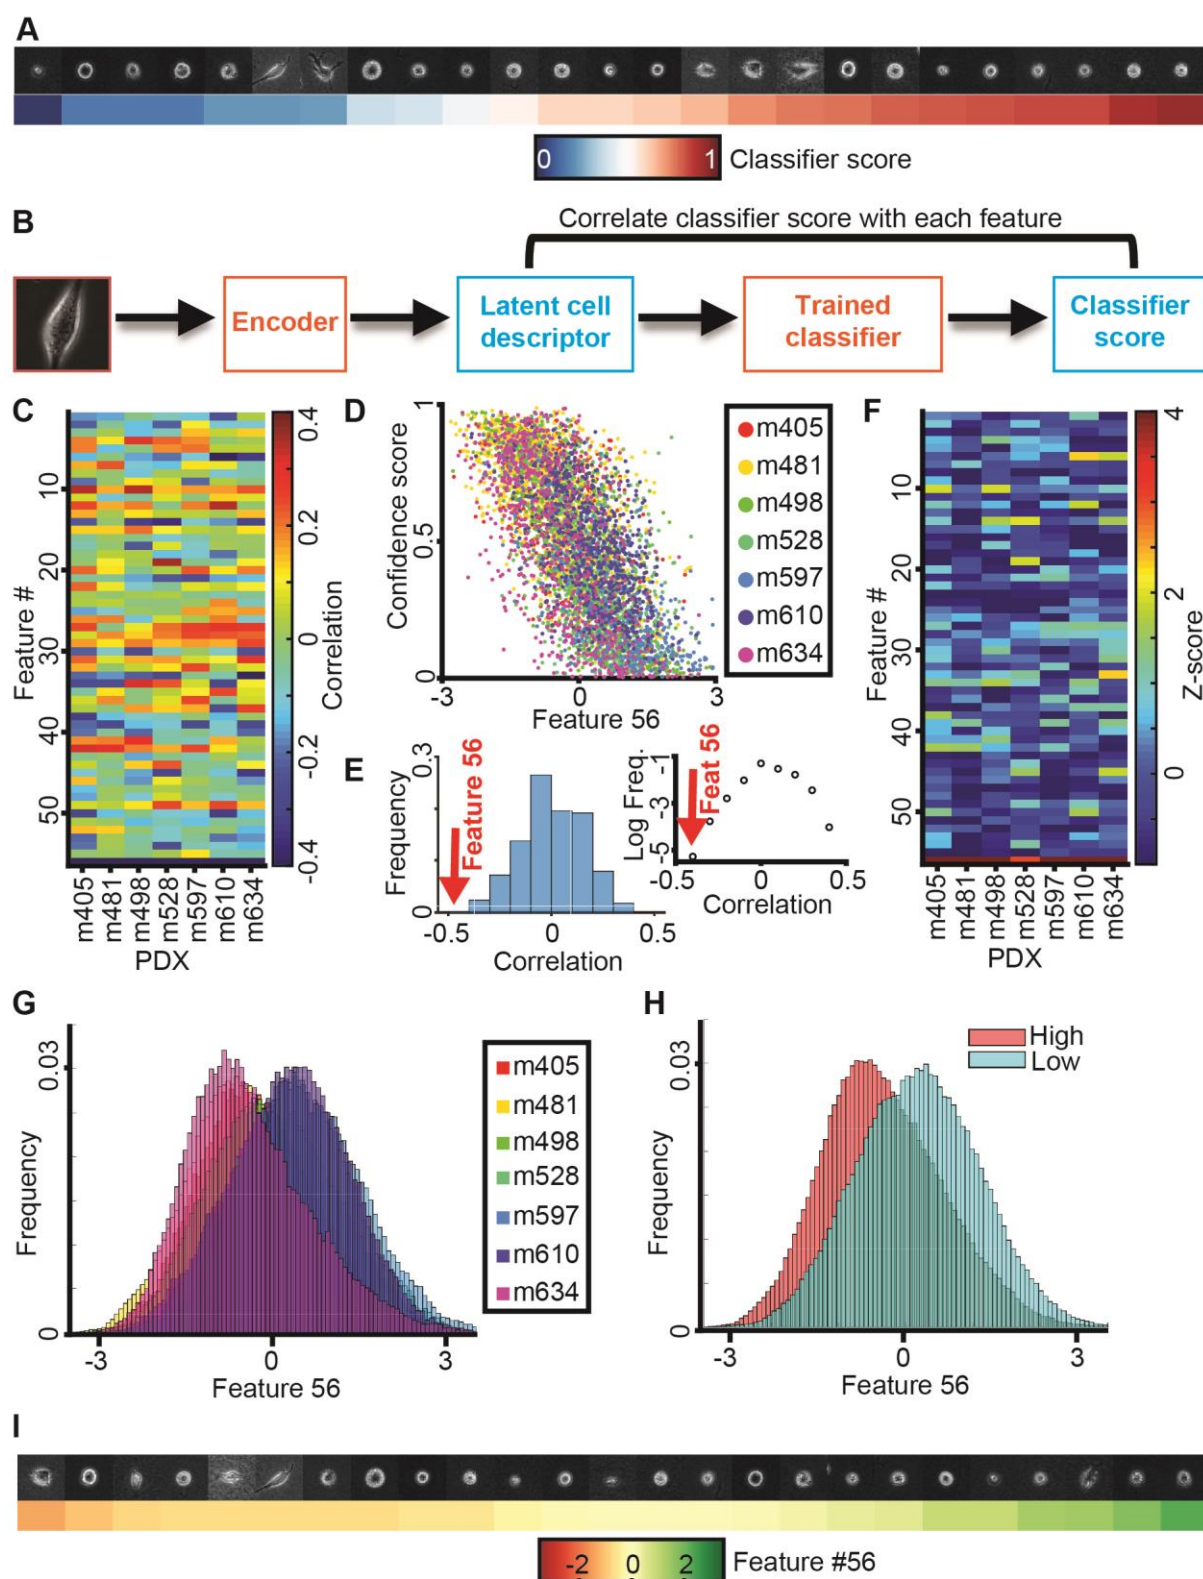 A
0
1
Classifier score
B
Correlate classifier score with each feature
Encoder
Latent cell
descriptor
Trained
classifier
Classifier
score
C
Feature #
10
20
30
40
50
m405
m481
m498
m528
m597
m610
m634
PDX
0.4
0.2
0
-0.2
-0.4
Correlation
D
Confidence score
1
0.5
0
-3
0
3
Feature 56
m405
m481
m498
m528
m597
m610
m634
E
Frequency
0.3
0
Feature 56
-0.5
0
0.5
Correlation
Log Freq.
-1
-3
-5
Feat 56
-0.5
0
0.5
Correlation
F
Feature #
10
20
30
40
50
m405
m481
m498
m528
m597
m610
m634
PDX
4
2
0
Z-score
G
Frequency
0.03
0
-3
0
3
Feature 56
m405
m481
m498
m528
m597
m610
m634
H
Frequency
0.03
0
-3
0
3
Feature 56
High
Low
I
-2
0
2
Feature #56